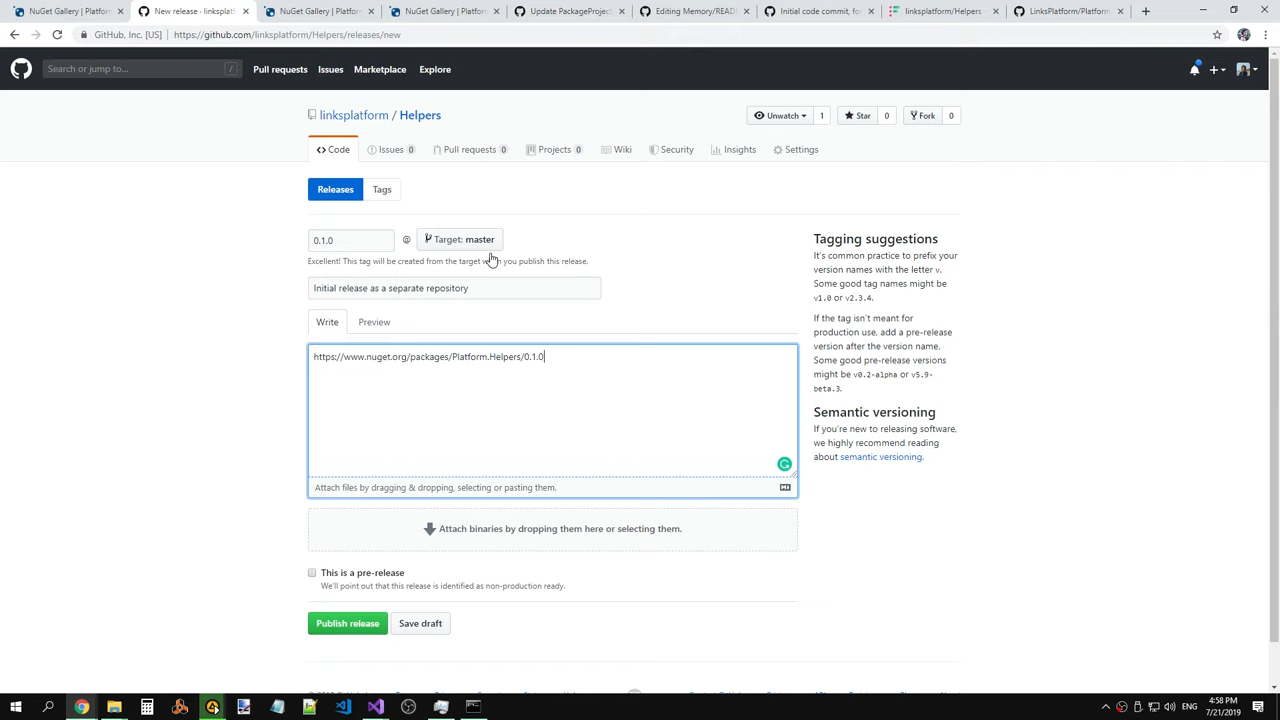 NuGet Gallery | Platform
New release · linksplat
NuGet Gallery | Platform
NuGet Gallery | Platform
Update PackageProject
Editing Memory/READ
Initial code commit, fo
linksplatform/Helpers
LinksPlatform/Platform
GitHub, Inc. [US] | https://github.com/linksplatform/Helpers/releases/new
Search or jump to... /
Pull requests Issues Marketplace Explore
linksplatform / Helpers
Unwatch 1 Star 0 Fork 0
Code Issues 0 Pull requests 0 Projects 0 Wiki Security Insights Settings
Releases Tags
0.1.0 @ Target: master
Excellent! This tag will be created from the target you publish this release.
Initial release as a separate repository
Write Preview
https://www.nuget.org/packages/Platform.Helpers/0.1.0
Attach files by dragging & dropping, selecting or pasting them.
Attach binaries by dropping them here or selecting them.
This is a pre-release
We'll point out that this release is identified as non-production ready.
Publish release Save draft
Tagging suggestions
It's common practice to prefix your
version names with the letter v.
Some good tag names might be
v1.0 or v2.3.4.
If the tag isn't meant for
production use, add a pre-release
version after the version name.
Some good pre-release versions
might be v0.2-alpha or v5.9-
beta.3.
Semantic versioning
If you're new to releasing software,
we highly recommend reading
about semantic versioning.
ENG
4:58 PM
7/21/2019